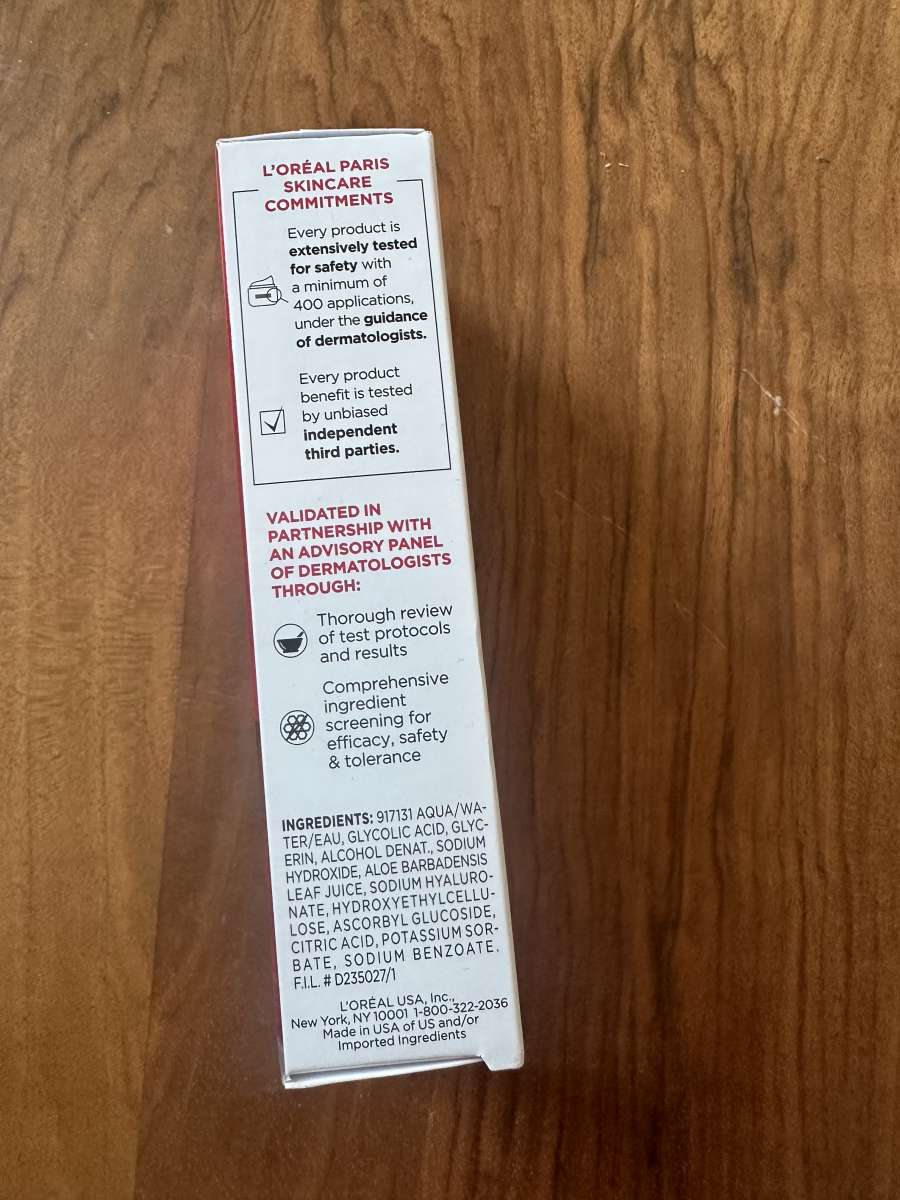 L'ORÉAL PARIS
SKINCARE
COMMITMENTS
Every product is
extensively tested
for safety with
a minimum of
400 applications,
under the guidance
of dermatologists.
Every product
benefit is tested
by unbiased
independent
third parties.
VALIDATED IN
PARTNERSHIP WITH
AN ADVISORY PANEL
OF DERMATOLOGISTS
THROUGH:
Thorough review
of test protocols
and results
Comprehensive
ingredient
screening for
efficacy, safety
& tolerance
INGREDIENTS: 917131 AQUA/WA-
TER/EAU, GLYCOLIC ACID, GLYC-
ERIN, ALCOHOL DENAT., SODIUM
HYDROXIDE, ALOE BARBADENSIS
LEAF JUICE, SODIUM HYALURO-
NATE, HYDROXYETHYLCELLU-
LOSE, ASCORBYL GLUCOSIDE,
CITRIC ACID, POTASSIUM SOR-
BATE, SODIUM BENZOATE.
F.I.L. # D235027/1
L'ORÉAL USA, Inc.,
New York, NY 10001 1-800-322-2036
Made in USA of US and/or
Imported Ingredients